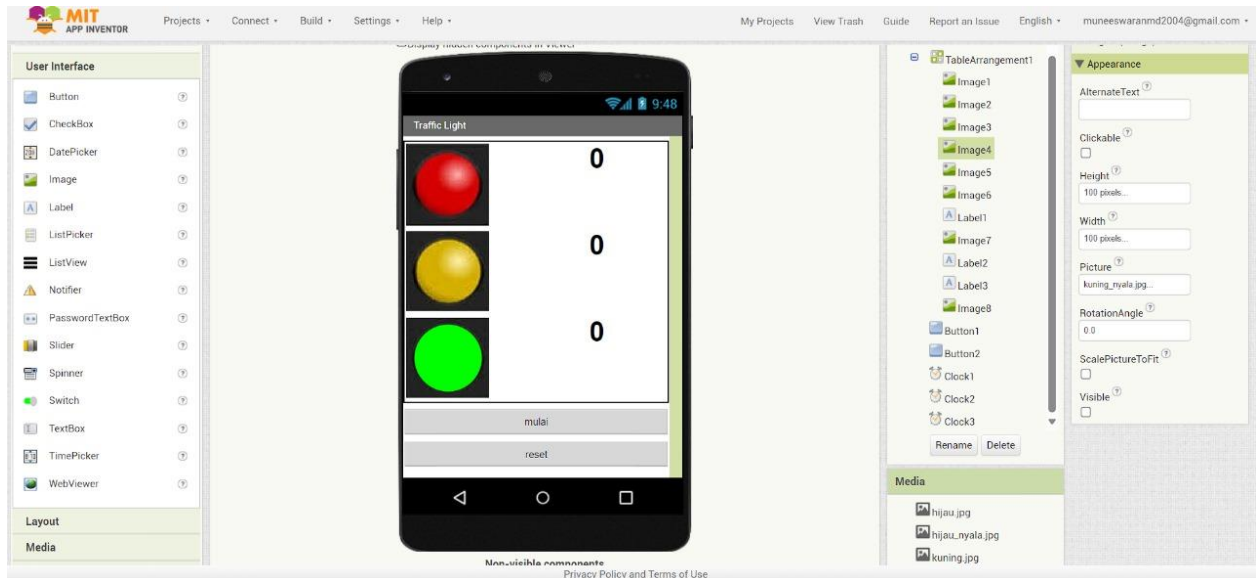 MIT
APP INVENTOR
Projects
Connect
Build
Settings
Help
My Projects
View Trash
Guide
Report an Issue
English
muneeswaranmd2004@gmail.com
User Interface
Button
CheckBox
DatePicker
Image
Label
ListPicker
ListView
Notifier
PasswordTextBox
Slider
Spinner
Switch
TextBox
TimePicker
WebViewer
Layout
Media
Display hidden components in Viewer
9:48
Traffic Light
0
0
0
mulai
reset
Non-visible components
TableArrangement1
Image1
Image2
Image3
Image4
Image5
Image6
Label1
Image7
Label2
Label3
Image8
Button1
Button2
Clock1
Clock2
Clock3
Rename
Delete
Media
hijau.jpg
hijau_nyala.jpg
kuning.jpg
Appearance
AlternateText
Clickable
Height
100 pixels...
Width
100 pixels...
Picture
kuning_nyala.jpg...
RotationAngle
0.0
ScalePictureToFit
Visible
Privacy Policy and Terms of Use